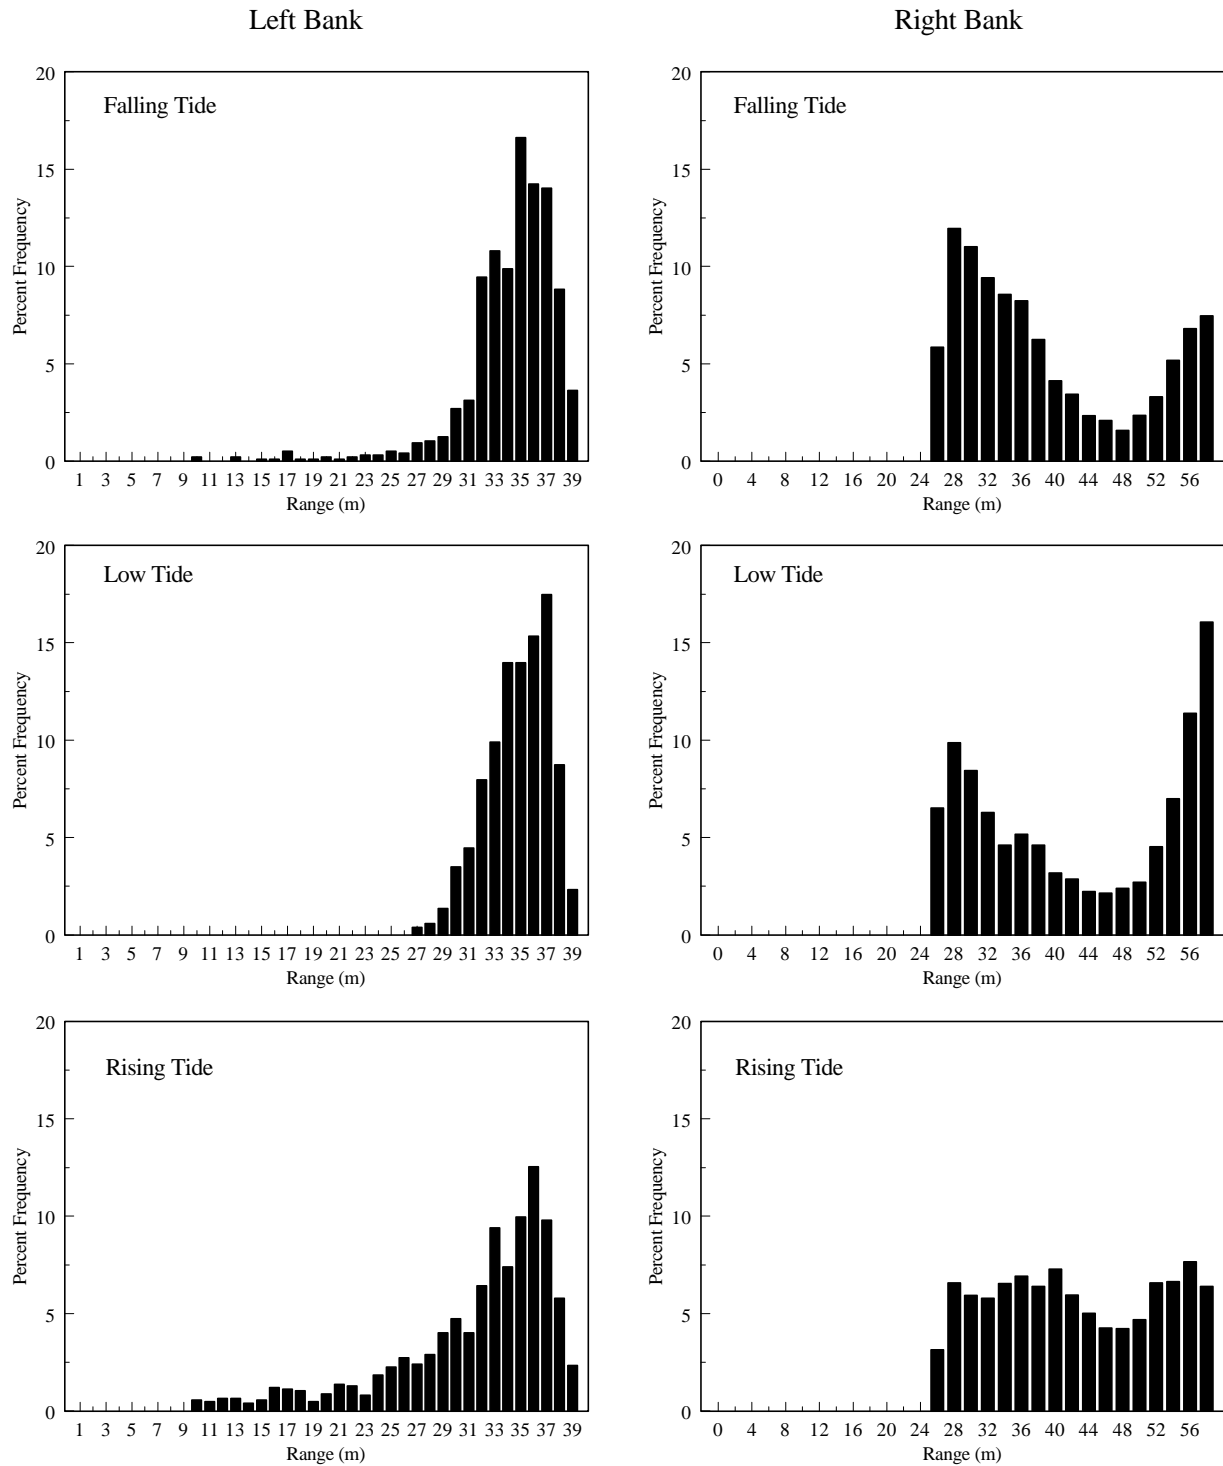 Left Bank
Right Bank
20
15
10
5
0
Percent Frequency
Falling Tide
1 3 5 7 9 11 13 15 17 19 21 23 25 27 29 31 33 35 37 39
Range (m)
20
15
10
5
0
Percent Frequency
Falling Tide
0 4 8 12 16 20 24 28 32 36 40 44 48 52 56
Range (m)
20
15
10
5
0
Percent Frequency
Low Tide
1 3 5 7 9 11 13 15 17 19 21 23 25 27 29 31 33 35 37 39
Range (m)
20
15
10
5
0
Percent Frequency
Low Tide
0 4 8 12 16 20 24 28 32 36 40 44 48 52 56
Range (m)
20
15
10
5
0
Percent Frequency
Rising Tide
1 3 5 7 9 11 13 15 17 19 21 23 25 27 29 31 33 35 37 39
Range (m)
20
15
10
5
0
Percent Frequency
Rising Tide
0 4 8 12 16 20 24 28 32 36 40 44 48 52 56
Range (m)